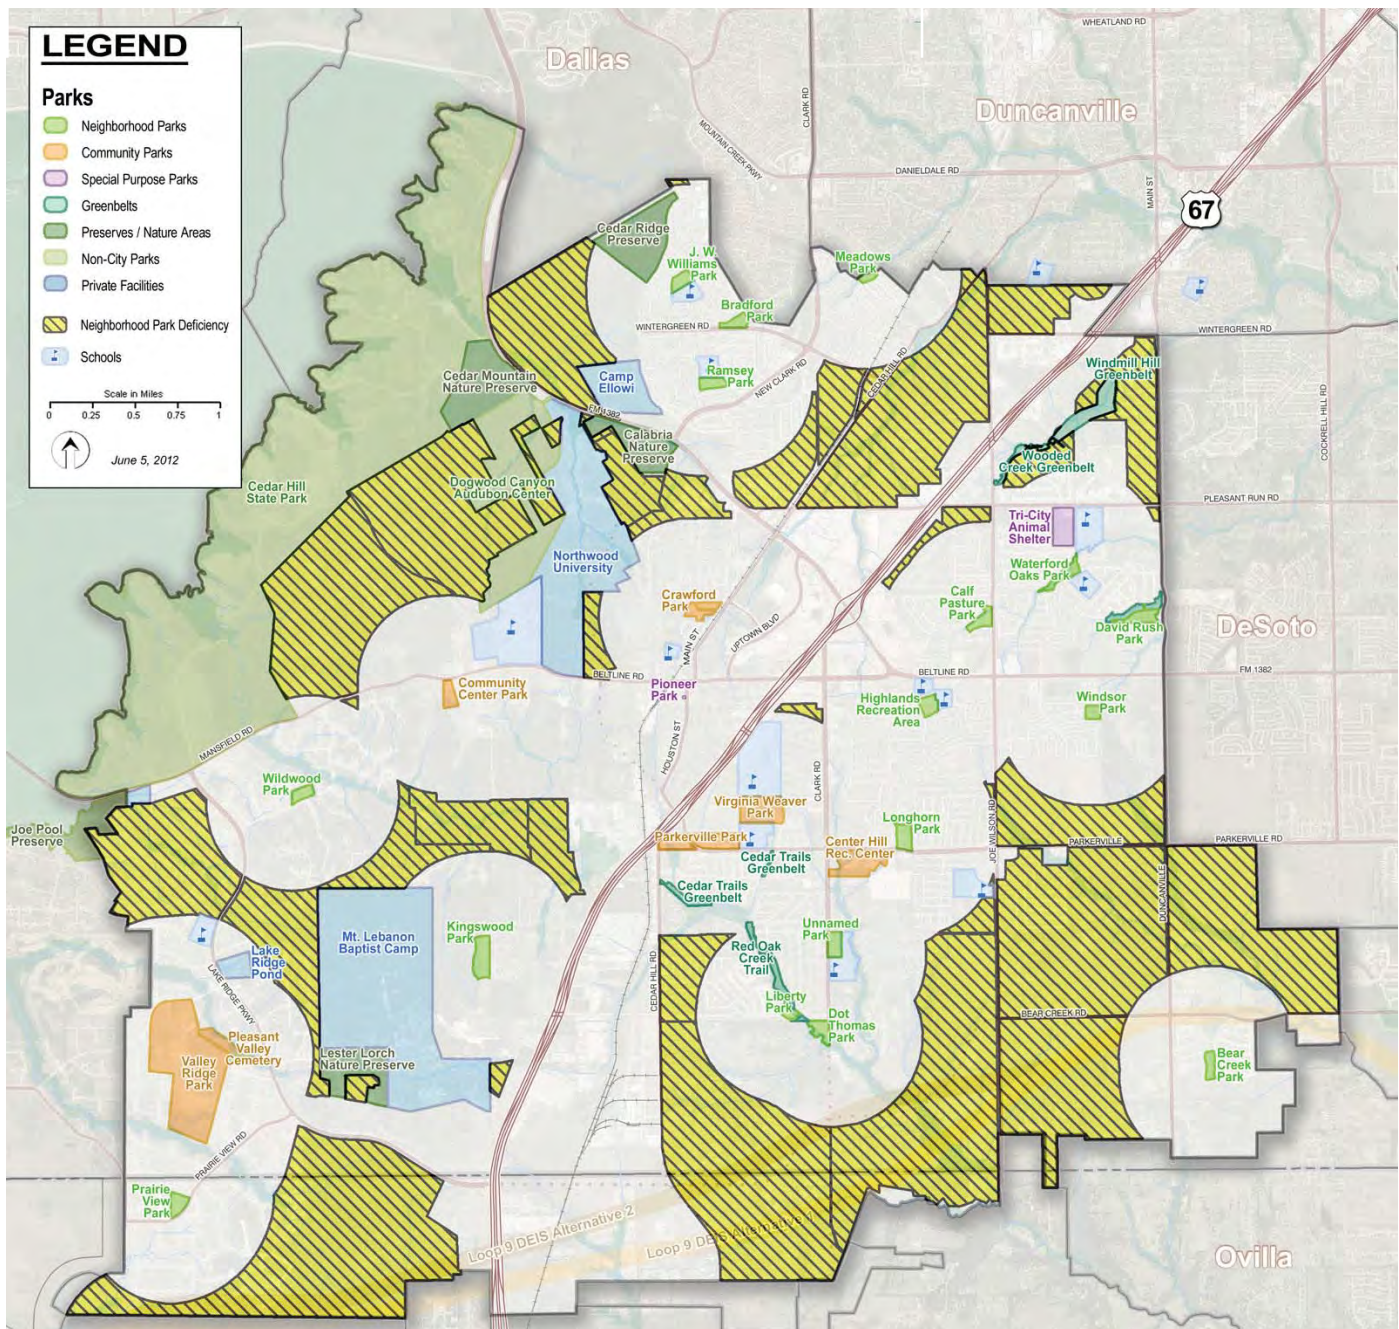 LEGEND
Parks
Neighborhood Parks
Community Parks
Special Purpose Parks
Greenbelts
Preserves / Nature Areas
Non-City Parks
Private Facilities
Neighborhood Park Deficiency
Schools
Scale in Miles
0 0.25 0.5 0.75 1
June 5, 2012
Dallas
Duncanville
WHEATLAND RD
CLARK RD
MOUNTAIN CREEK PKWY
DANIELDALE RD
MAIN ST
67
Cedar Ridge
Preserve
J. W.
Williams
Park
Meadows
Park
Bradford
Park
WINTERGREEN RD
WINTERGREEN RD
Cedar Mountain
Nature Preserve
Camp
Ellowi
Ramsey
Park
NEW CLARK RD
CEDAR HILL RD
Windmill Hill
Greenbelt
COCKRELL HILL RD
FM 1382
Calabria
Nature
Preserve
Wooded
Creek Greenbelt
Cedar Hill
State Park
Dogwood Canyon
Audubon Center
PLEASANT RUN RD
Tri-City
Animal
Shelter
Northwood
University
Waterford
Oaks Park
Crawford
Park
Calf
Pasture
Park
David Rush
Park
DeSoto
MAIN ST
UPTOWN BLVD
BELTLINE RD
BELTLINE RD
FM 1382
Community
Center Park
Pioneer
Park
Highlands
Recreation
Area
Windsor
Park
MANSFIELD RD
HOUSTON ST
CLARK RD
Wildwood
Park
Virginia Weaver
Park
Longhorn
Park
JOE WILSON RD
Joe Pool
Preserve
Parkerville Park
Center Hill
Rec. Center
PARKERVILLE
PARKERVILLE RD
Cedar Trails
Greenbelt
Cedar Trails
Greenbelt
DUNCANVILLE
Kingswood
Park
Mt. Lebanon
Baptist Camp
Unnamed
Park
Red Oak
Creek
Trail
Lake
Ridge
Pond
LAKE RIDGE PKWY
CEDAR HILL RD
Liberty
Park
Dot
Thomas
Park
BEAR CREEK RD
Pleasant
Valley
Cemetery
Valley
Ridge
Park
Lester Lorch
Nature Preserve
Bear
Creek
Park
PRAIRIE VIEW RD
Prairie
View
Park
Loop 9 DEIS Alternative 2
Loop 9 DEIS Alternative 1
Ovilla